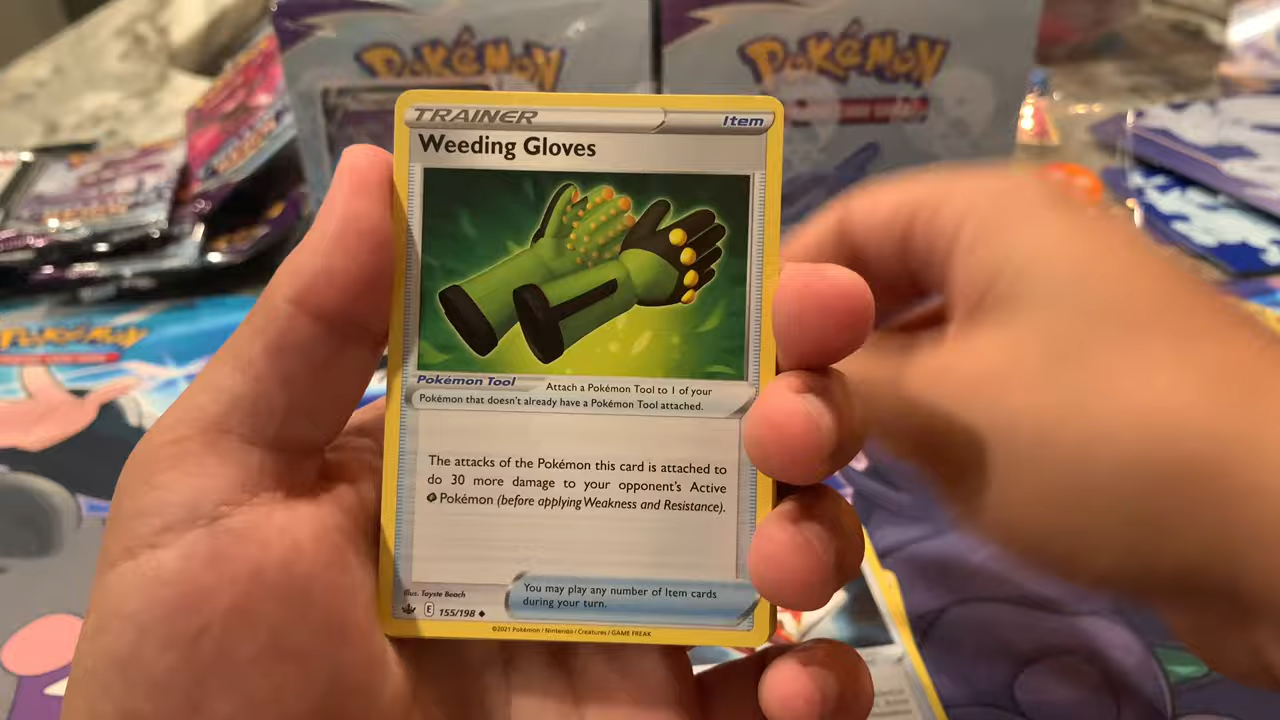 POKéMON
POKéMON
TRAINER
Item
Weeding Gloves
Pokémon Tool
Attach a Pokémon Tool to 1 of your
Pokémon that doesn't already have a Pokémon Tool attached.
The attacks of the Pokémon this card is attached to
do 30 more damage to your opponent's Active
Pokémon (before applying Weakness and Resistance).
You may play any number of Item cards
during your turn.
Illus. Toyste Beach
E 155/198
©2021 Pokémon / Nintendo / Creatures / GAME FREAK
POKéMON